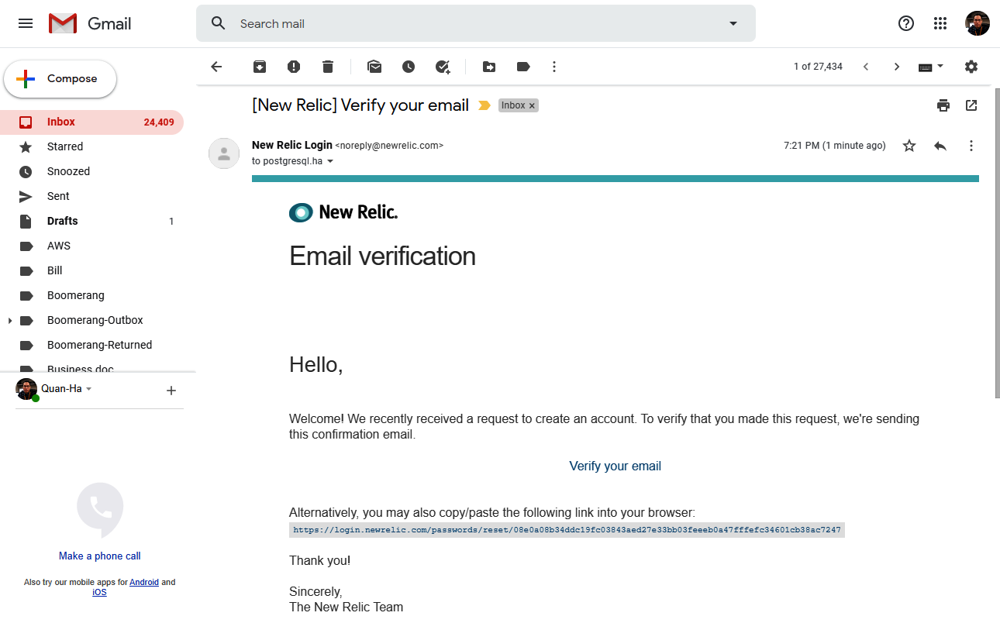 Gmail
Search mail
Compose
1 of 27,434
[New Relic] Verify your email
Inbox ×
Inbox 24,409
Starred
Snoozed
Sent
Drafts 1
AWS
Bill
Boomerang
Boomerang-Outbox
Boomerang-Returned
Business doc
Quan-Ha
Make a phone call
Also try our mobile apps for Android and
iOS
New Relic Login <noreply@newrelic.com>
7:21 PM (1 minute ago)
to postgresql.ha
New Relic.
Email verification
Hello,
Welcome! We recently received a request to create an account. To verify that you made this request, we're sending
this confirmation email.
Verify your email
Alternatively, you may also copy/paste the following link into your browser:
https://login.newrelic.com/passwords/reset/08e0a08b34ddc19fc03843aed27e33bb03feeeb0a47fffefc34601cb38ac7247
Thank you!
Sincerely,
The New Relic Team